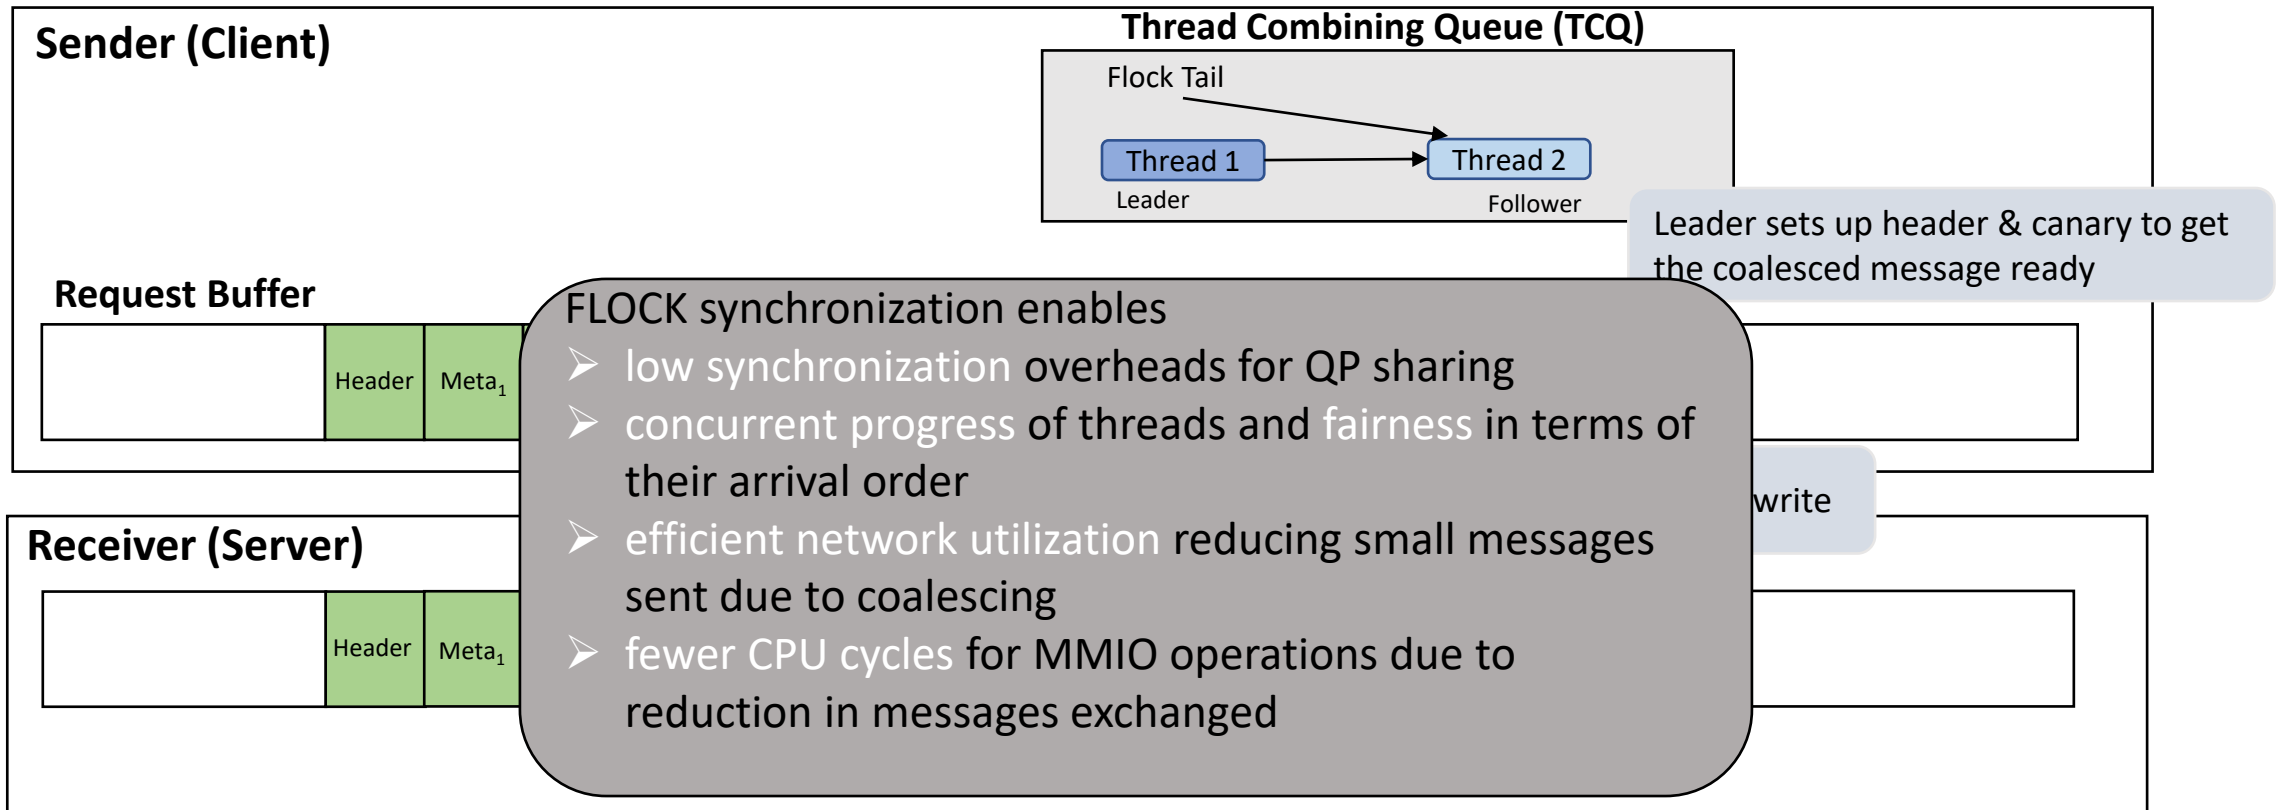 Sender (Client)
Thread Combining Queue (TCQ)
Flock Tail
Thread 1
Thread 2
Leader
Follower
Leader sets up header & canary to get
the coalesced message ready
Request Buffer
Header
Meta₁
FLOCK synchronization enables
➢ low synchronization overheads for QP sharing
➢ concurrent progress of threads and fairness in terms of
their arrival order
➢ efficient network utilization reducing small messages
sent due to coalescing
➢ fewer CPU cycles for MMIO operations due to
reduction in messages exchanged
write
Receiver (Server)
Header
Meta₁